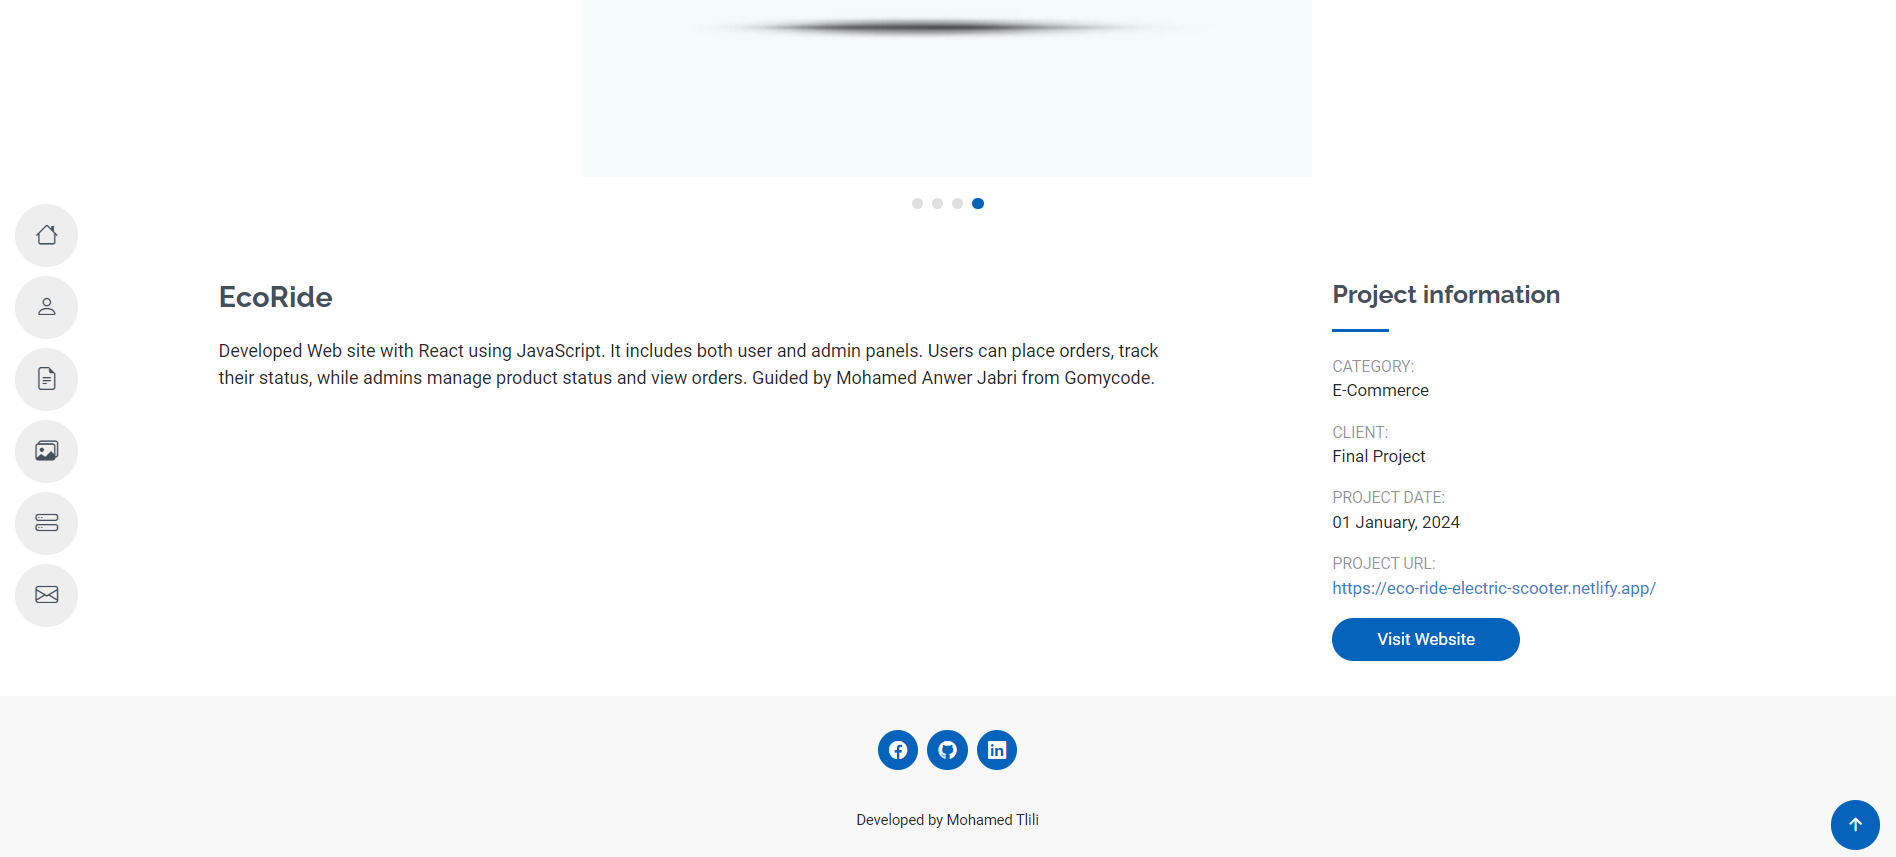 EcoRide
Developed Web site with React using JavaScript. It includes both user and admin panels. Users can place orders, track
their status, while admins manage product status and view orders. Guided by Mohamed Anwer Jabri from Gomycode.
Project information
CATEGORY:
E-Commerce
CLIENT:
Final Project
PROJECT DATE:
01 January, 2024
PROJECT URL:
https://eco-ride-electric-scooter.netlify.app/
Visit Website
Developed by Mohamed Tlili